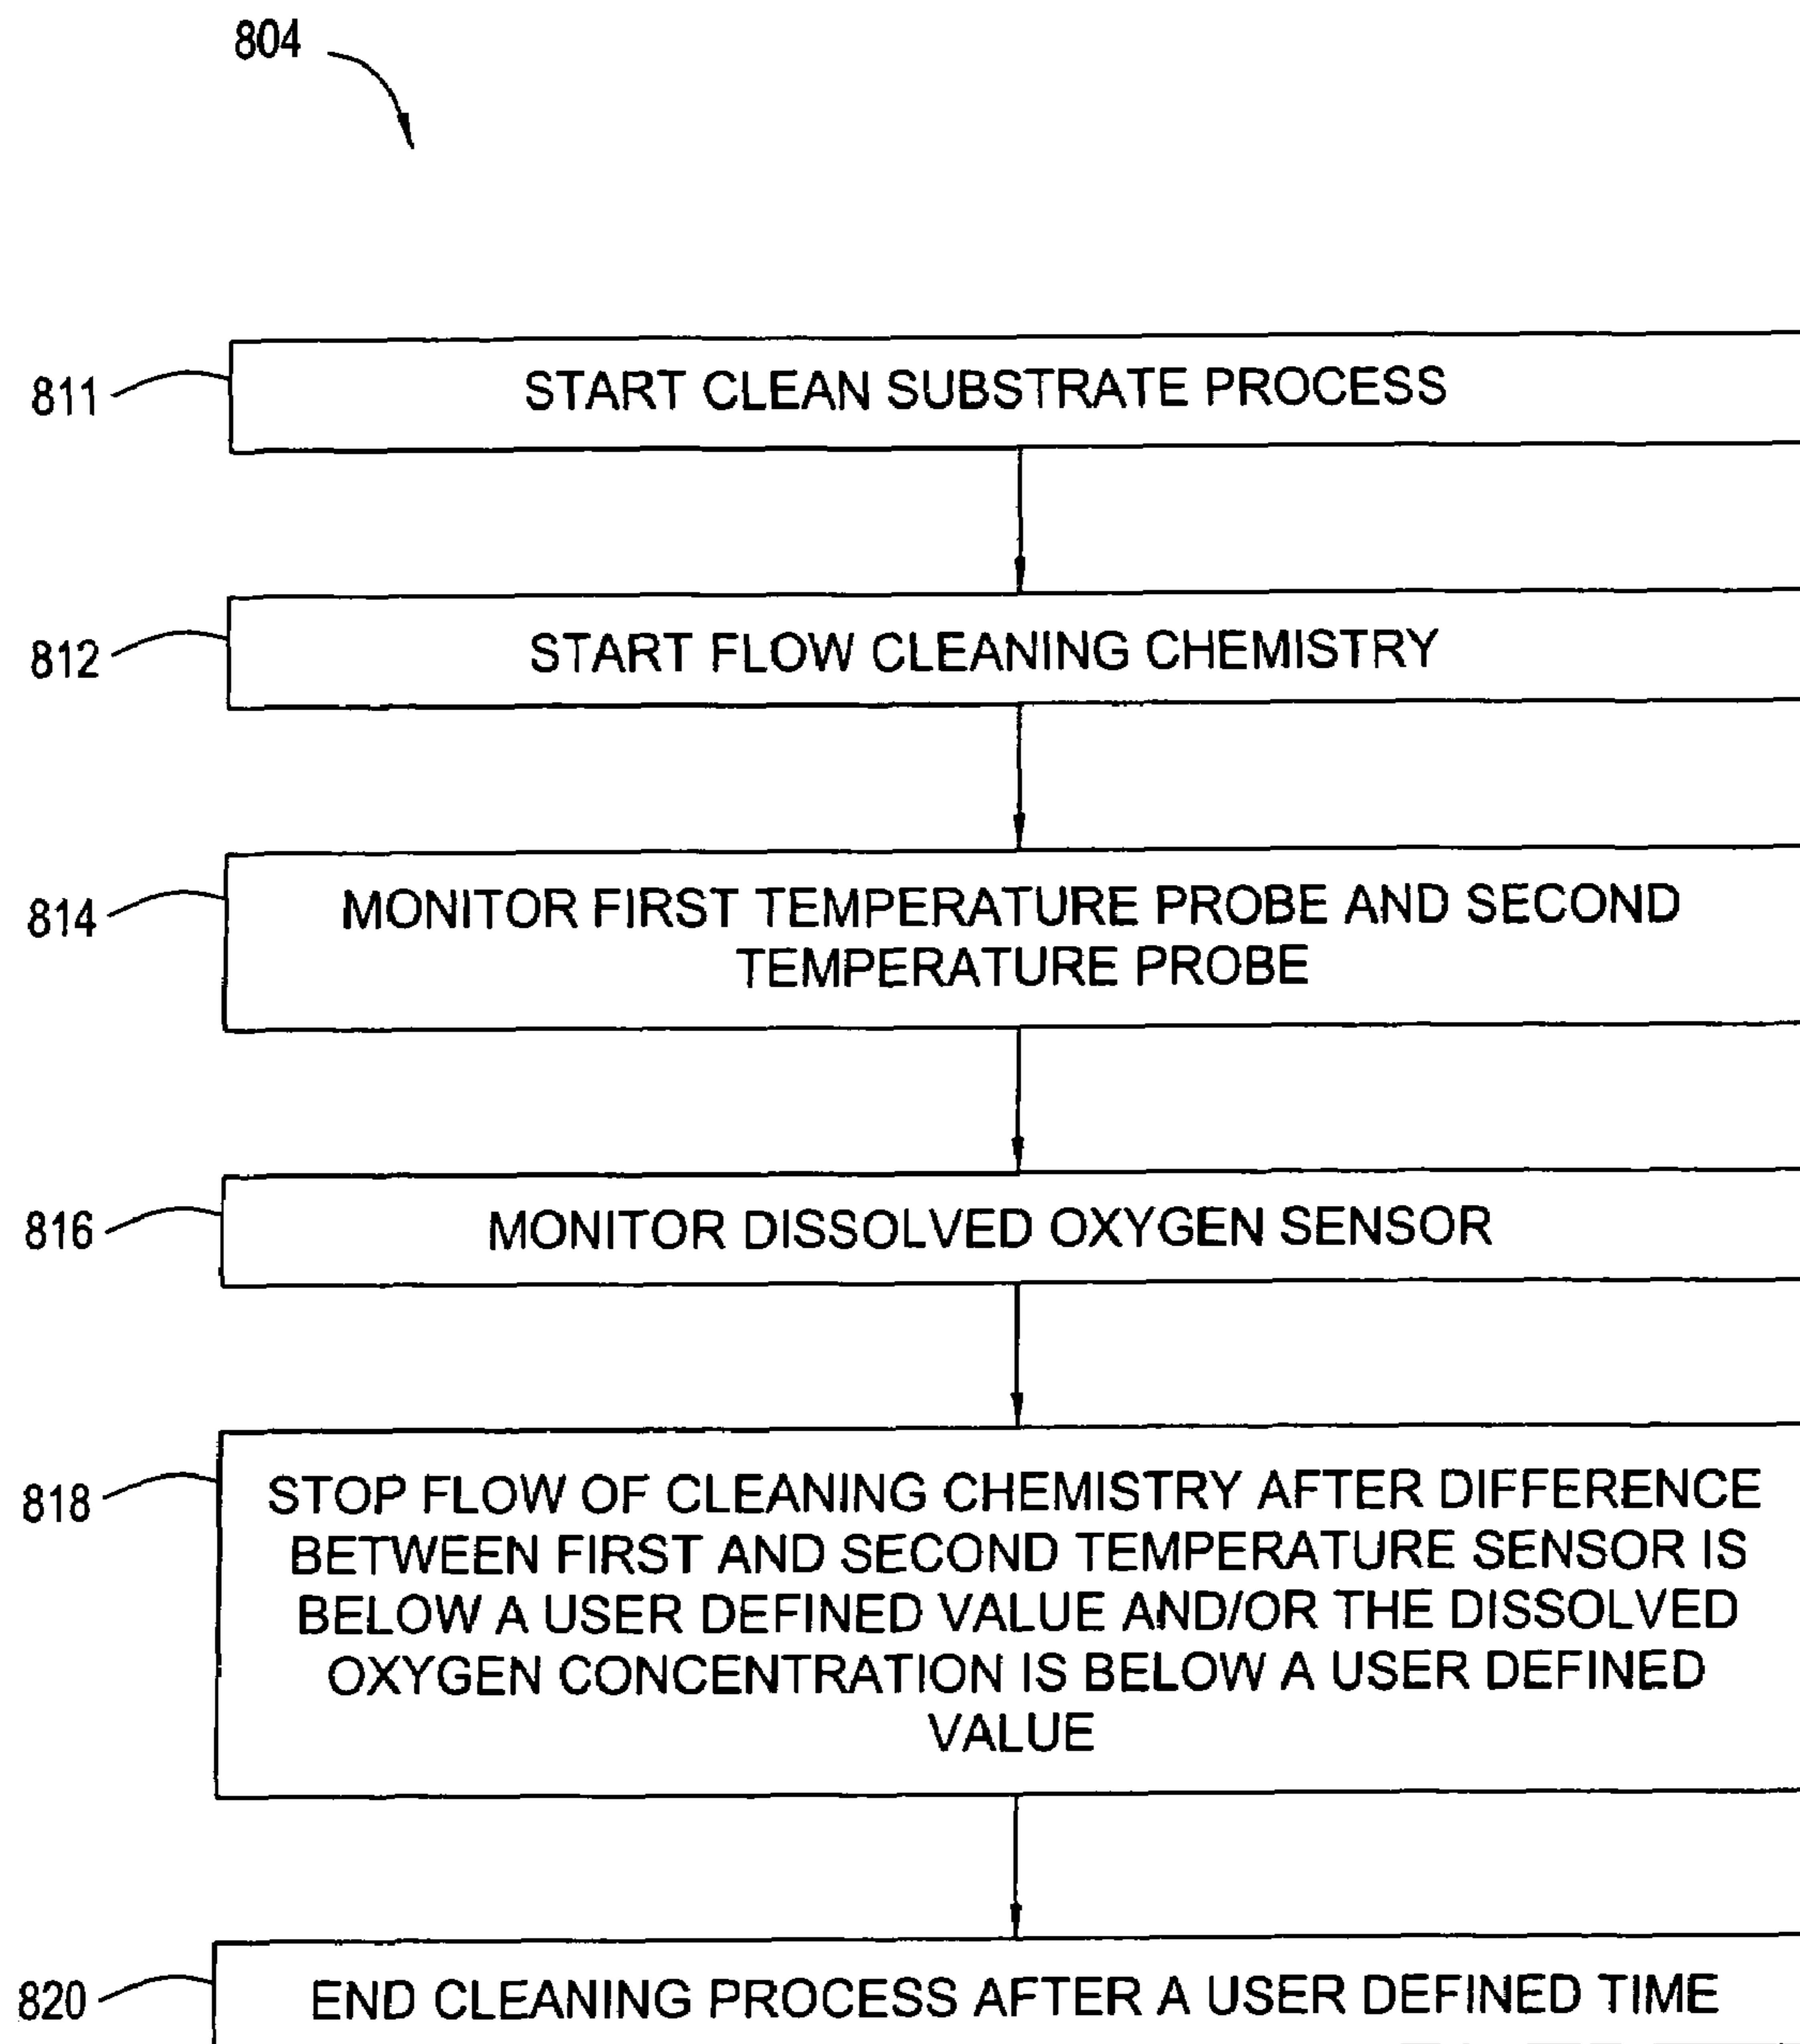 804
811
START CLEAN SUBSTRATE PROCESS
812
START FLOW CLEANING CHEMISTRY
814
MONITOR FIRST TEMPERATURE PROBE AND SECOND
TEMPERATURE PROBE
816
MONITOR DISSOLVED OXYGEN SENSOR
818
STOP FLOW OF CLEANING CHEMISTRY AFTER DIFFERENCE
BETWEEN FIRST AND SECOND TEMPERATURE SENSOR IS
BELOW A USER DEFINED VALUE AND/OR THE DISSOLVED
OXYGEN CONCENTRATION IS BELOW A USER DEFINED
VALUE
820
END CLEANING PROCESS AFTER A USER DEFINED TIME